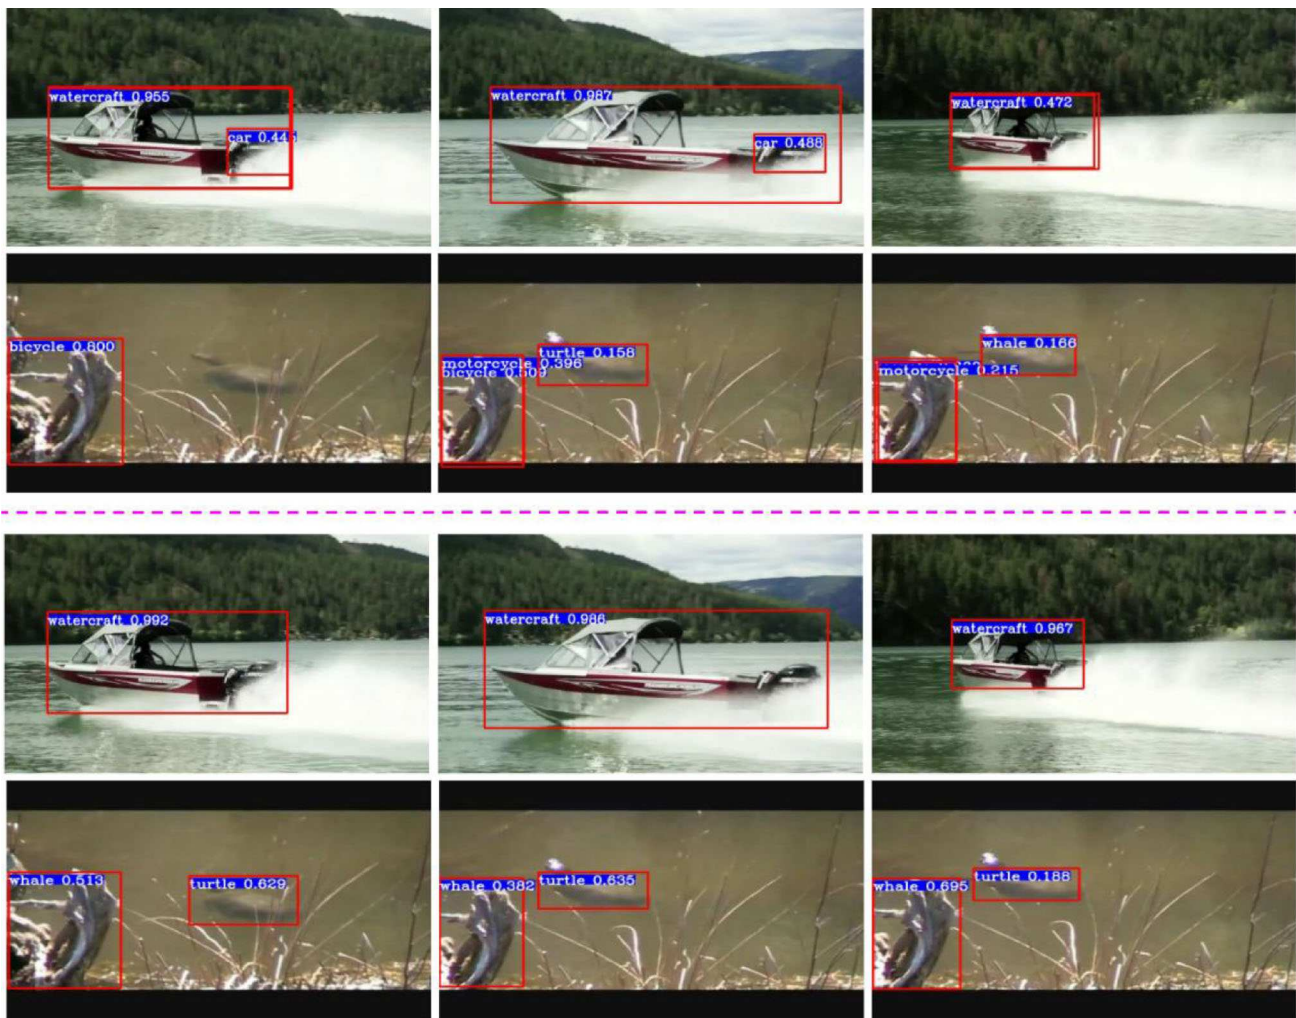 watercraft 0.955
car 0.445
watercraft 0.987
car 0.488
watercraft 0.472
bicycle 0.800
turtle 0.158
motorcycle 0.396
bicycle 0.309
whale 0.166
motorcycle 0.215
watercraft 0.992
watercraft 0.986
watercraft 0.967
whale 0.513
turtle 0.629
whale 0.382
turtle 0.635
whale 0.695
turtle 0.188